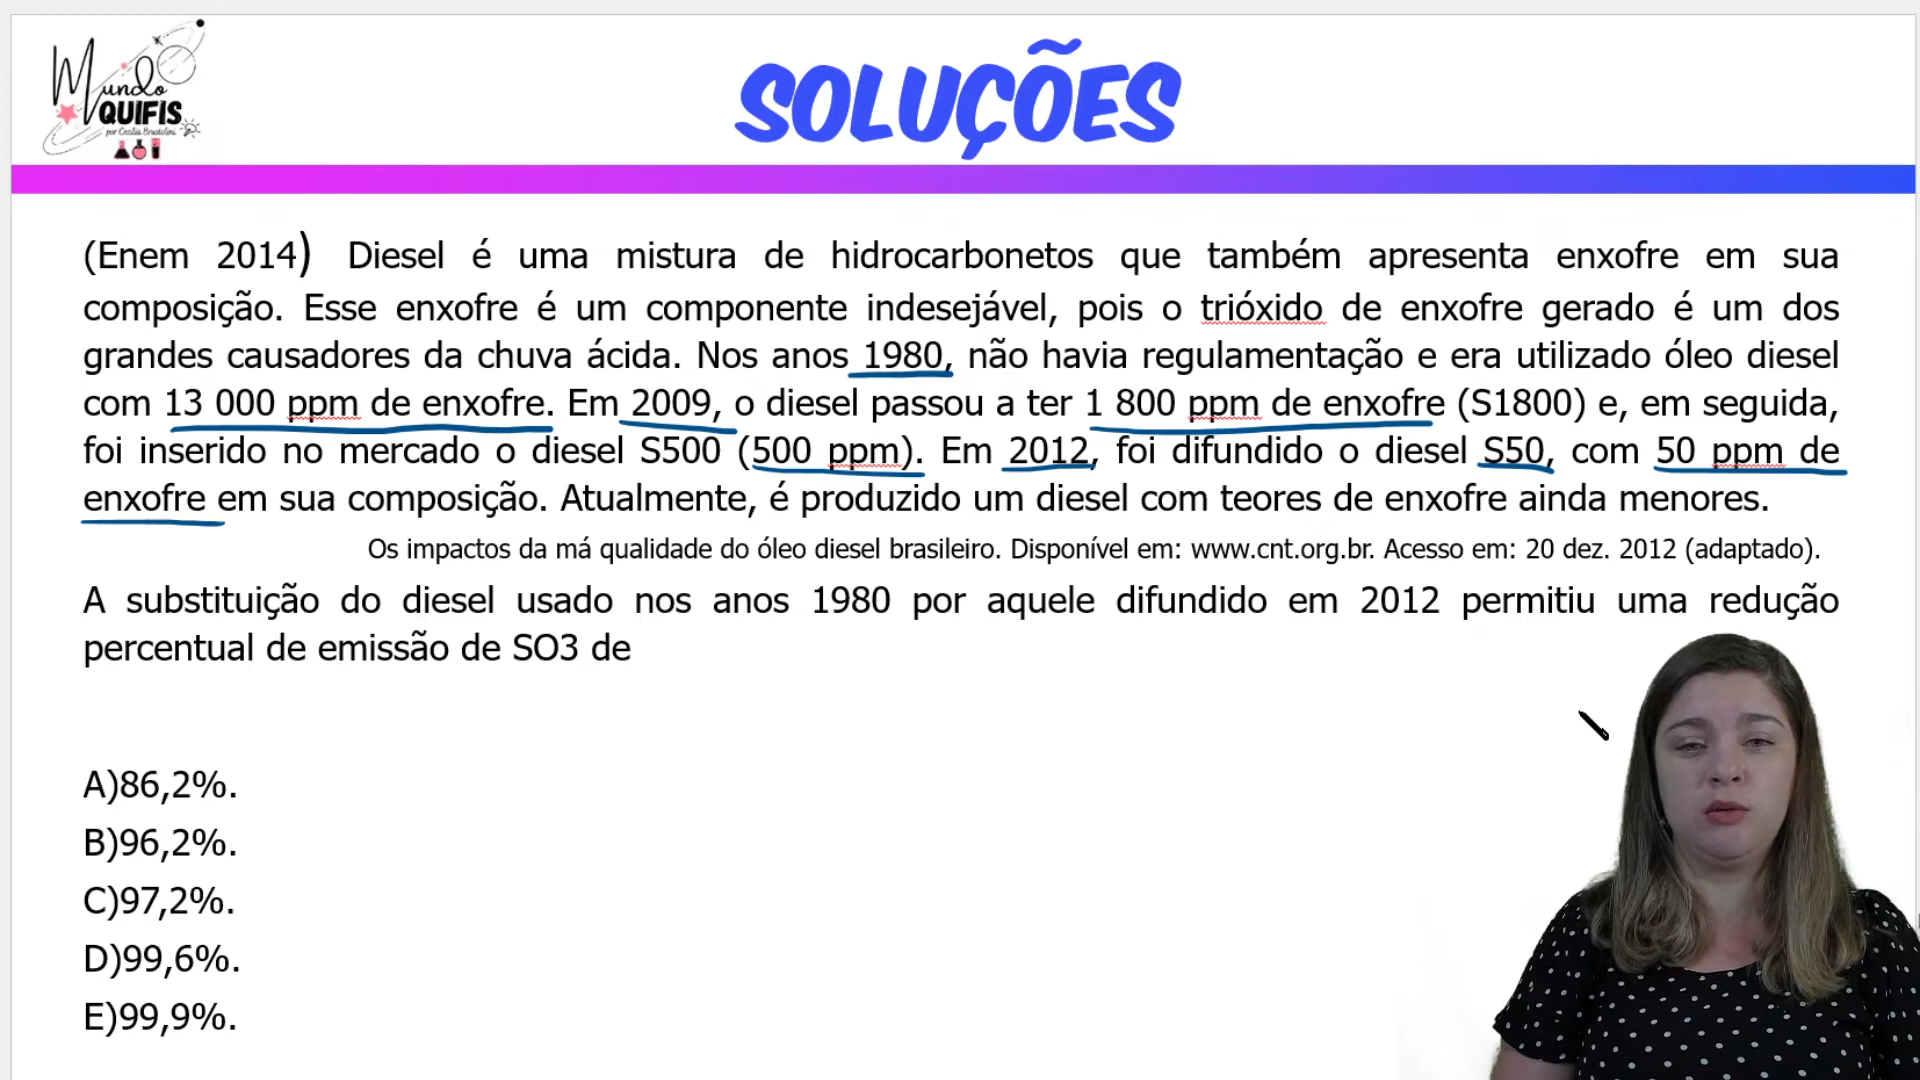 Mundo
QUIFIS
por Cecília Brustolini
SOLUÇÕES
(Enem 2014) Diesel é uma mistura de hidrocarbonetos que também apresenta enxofre em sua
composição. Esse enxofre é um componente indesejável, pois o trióxido de enxofre gerado é um dos
grandes causadores da chuva ácida. Nos anos 1980, não havia regulamentação e era utilizado óleo diesel
com 13 000 ppm de enxofre. Em 2009, o diesel passou a ter 1 800 ppm de enxofre (S1800) e, em seguida,
foi inserido no mercado o diesel S500 (500 ppm). Em 2012, foi difundido o diesel S50, com 50 ppm de
enxofre em sua composição. Atualmente, é produzido um diesel com teores de enxofre ainda menores.
Os impactos da má qualidade do óleo diesel brasileiro. Disponível em: www.cnt.org.br. Acesso em: 20 dez. 2012 (adaptado).
A substituição do diesel usado nos anos 1980 por aquele difundido em 2012 permitiu uma redução
percentual de emissão de SO3 de
A)86,2%.
B)96,2%.
C)97,2%.
D)99,6%.
E)99,9%.